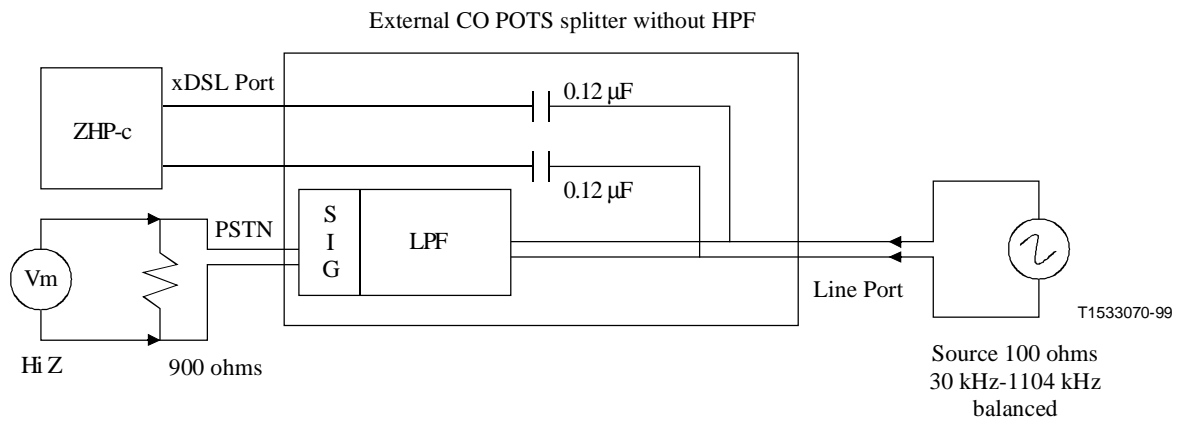 External CO POTS splitter without HPF
xDSL Port
0.12 µF
ZHP-c
0.12 µF
S
I
G
LPF
PSTN
Vm
Line Port
T1533070-99
Hi Z
900 ohms
Source 100 ohms
30 kHz-1104 kHz
balanced